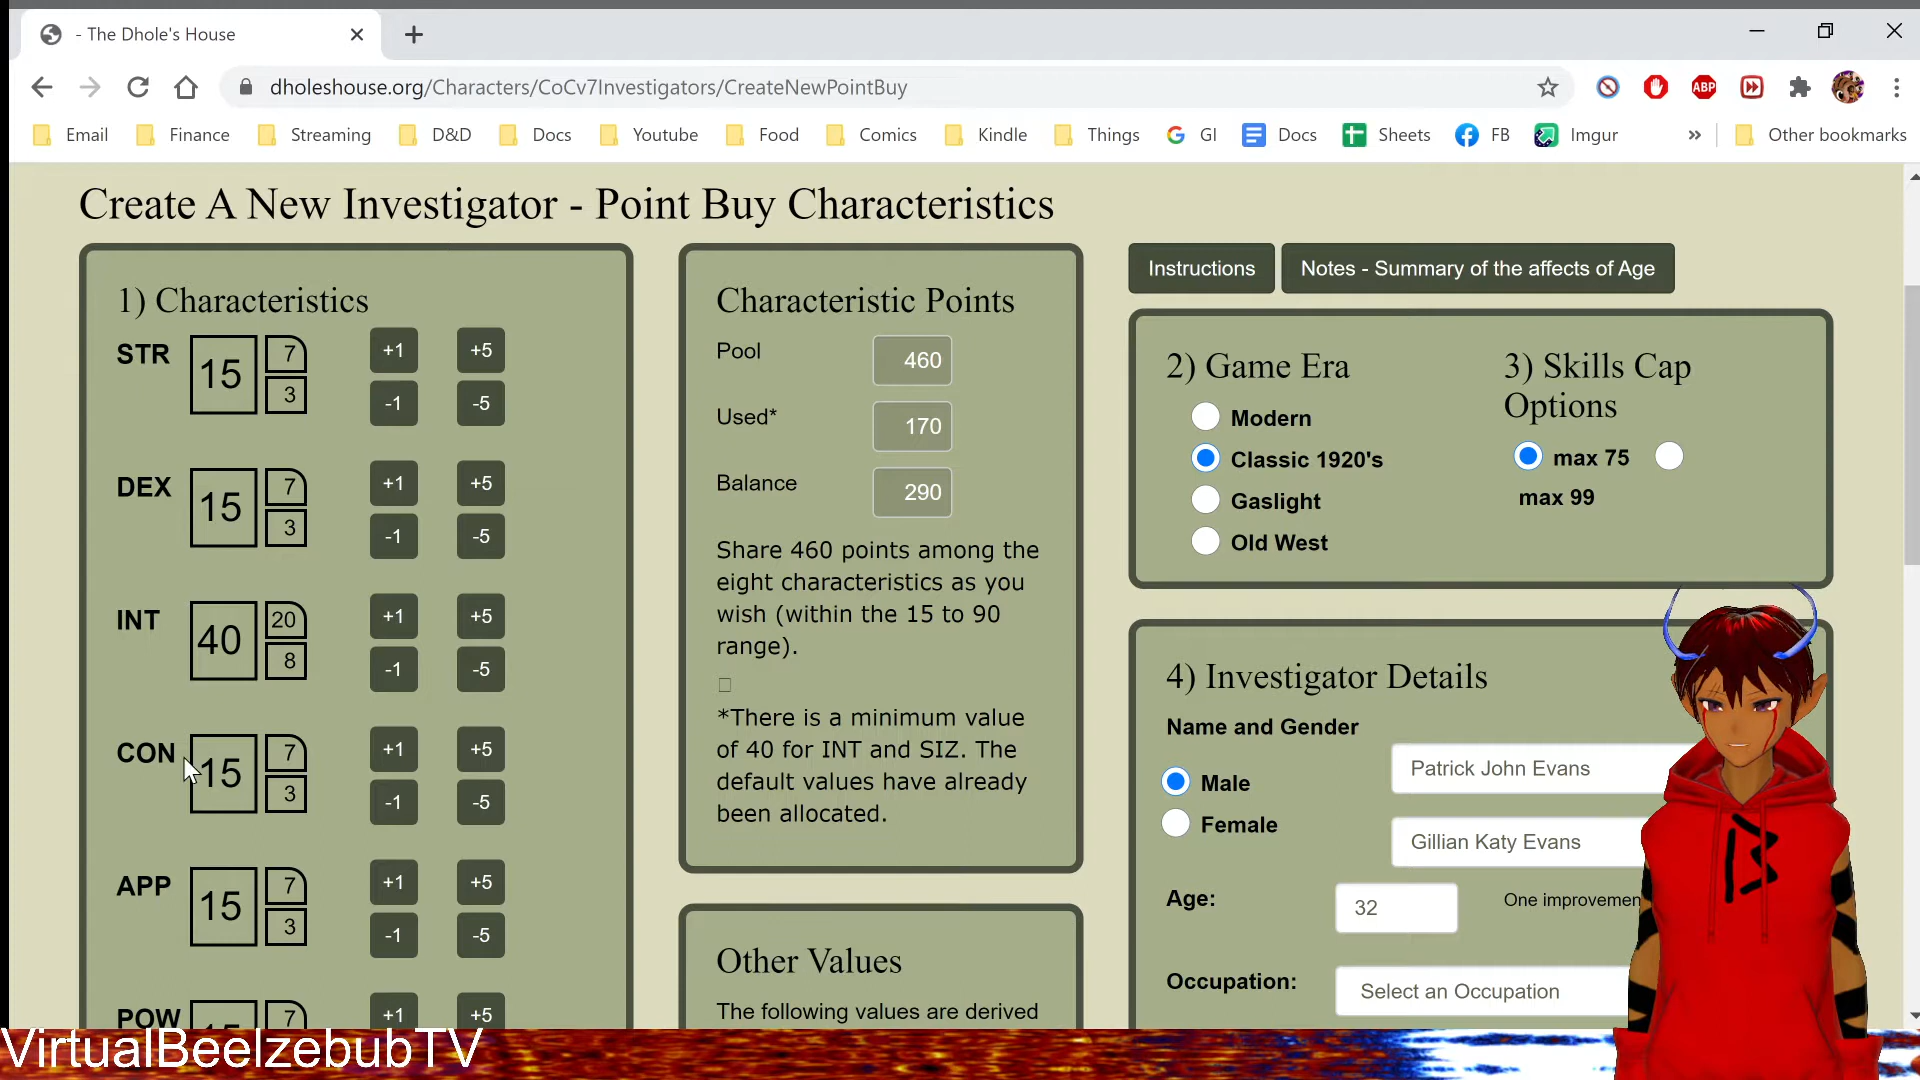 - The Dhole's House
dholeshouse.org/Characters/CoCv7Investigators/CreateNewPointBuy
ABP
Email Finance Streaming D&D Docs Youtube Food Comics Kindle Things GI Docs Sheets FB Imgur » Other bookmarks
Create A New Investigator - Point Buy Characteristics
1) Characteristics
STR 15 7 3 +1 +5 -1 -5
DEX 15 7 3 +1 +5 -1 -5
INT 40 20 8 +1 +5 -1 -5
CON 15 7 3 +1 +5 -1 -5
APP 15 7 3 +1 +5 -1 -5
POW 7 +1 +5
Characteristic Points
Pool 460
Used* 170
Balance 290
Share 460 points among the
eight characteristics as you
wish (within the 15 to 90
range).
*There is a minimum value
of 40 for INT and SIZ. The
default values have already
been allocated.
Other Values
The following values are derived
Instructions
Notes - Summary of the affects of Age
2) Game Era
Modern
Classic 1920's
Gaslight
Old West
3) Skills Cap
Options
max 75
max 99
4) Investigator Details
Name and Gender
Male
Female
Patrick John Evans
Gillian Katy Evans
Age: 32 One improvemen
Occupation: Select an Occupation
B
VirtualBeelzebubTV